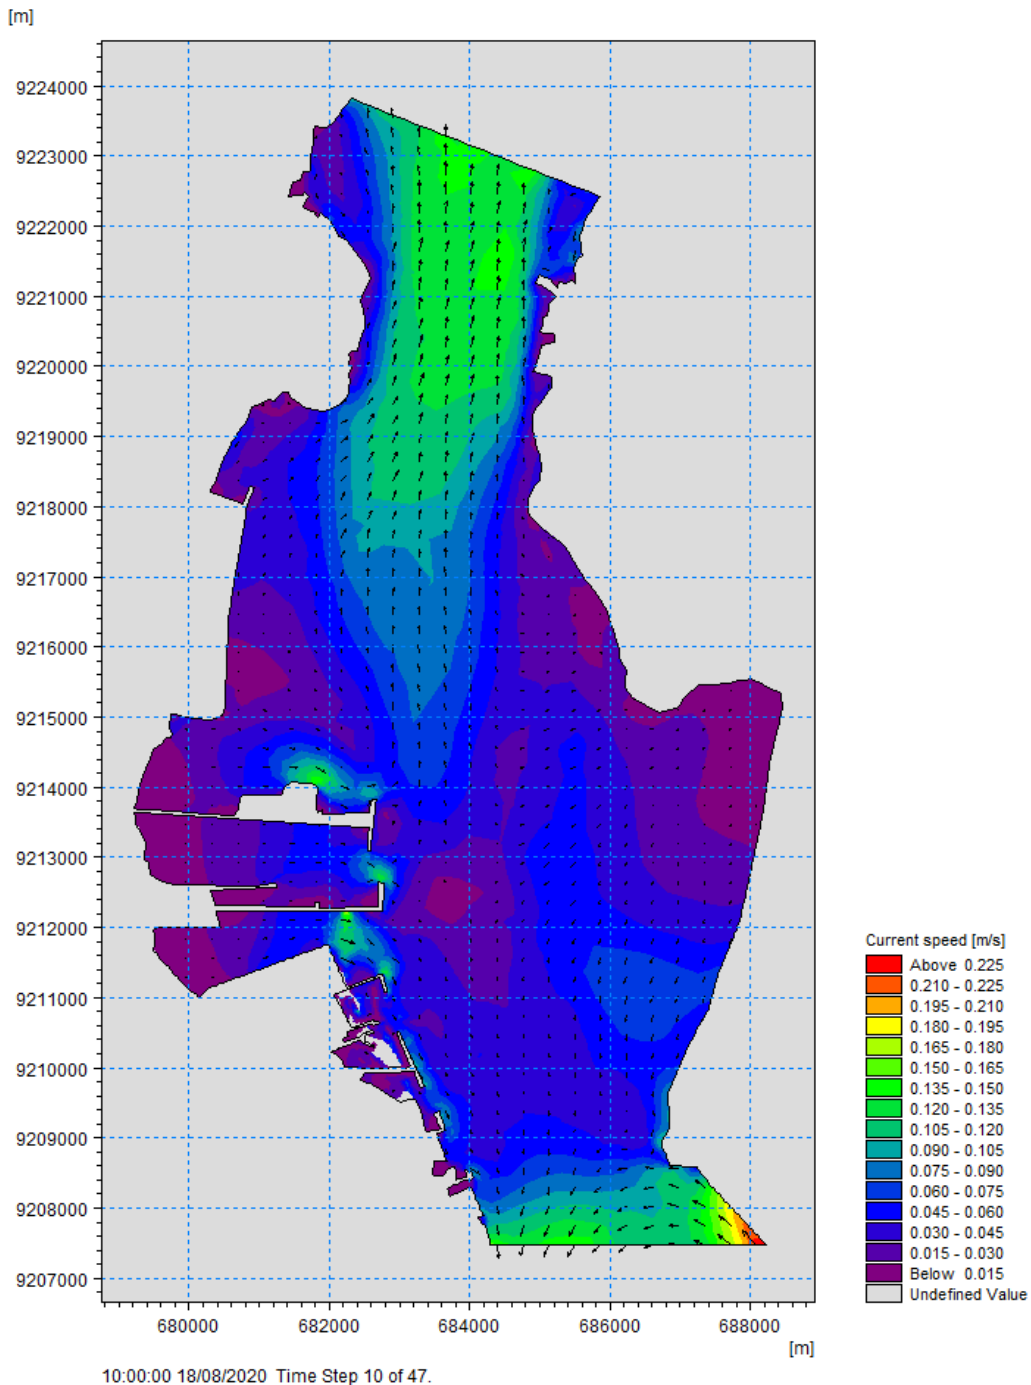 [m]
9224000
9223000
9222000
9221000
9220000
9219000
9218000
9217000
9216000
9215000
9214000
9213000
9212000
9211000
9210000
9209000
9208000
9207000
680000 682000 684000 686000 688000
[m]
Current speed [m/s]
Above 0.225
0.210 - 0.225
0.195 - 0.210
0.180 - 0.195
0.165 - 0.180
0.150 - 0.165
0.135 - 0.150
0.120 - 0.135
0.105 - 0.120
0.090 - 0.105
0.075 - 0.090
0.060 - 0.075
0.045 - 0.060
0.030 - 0.045
0.015 - 0.030
Below 0.015
Undefined Value
10:00:00 18/08/2020 Time Step 10 of 47.